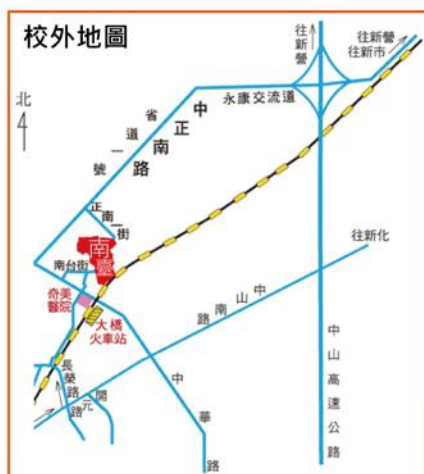 校外地圖
北
往新營
往新營
往新市
永康交流道
中正南路
省道一號
正南一街
南臺
南台街
奇美
醫院
大橋
火車站
往新化
中山南路
中山高速公路
中華路
長榮路
開元路